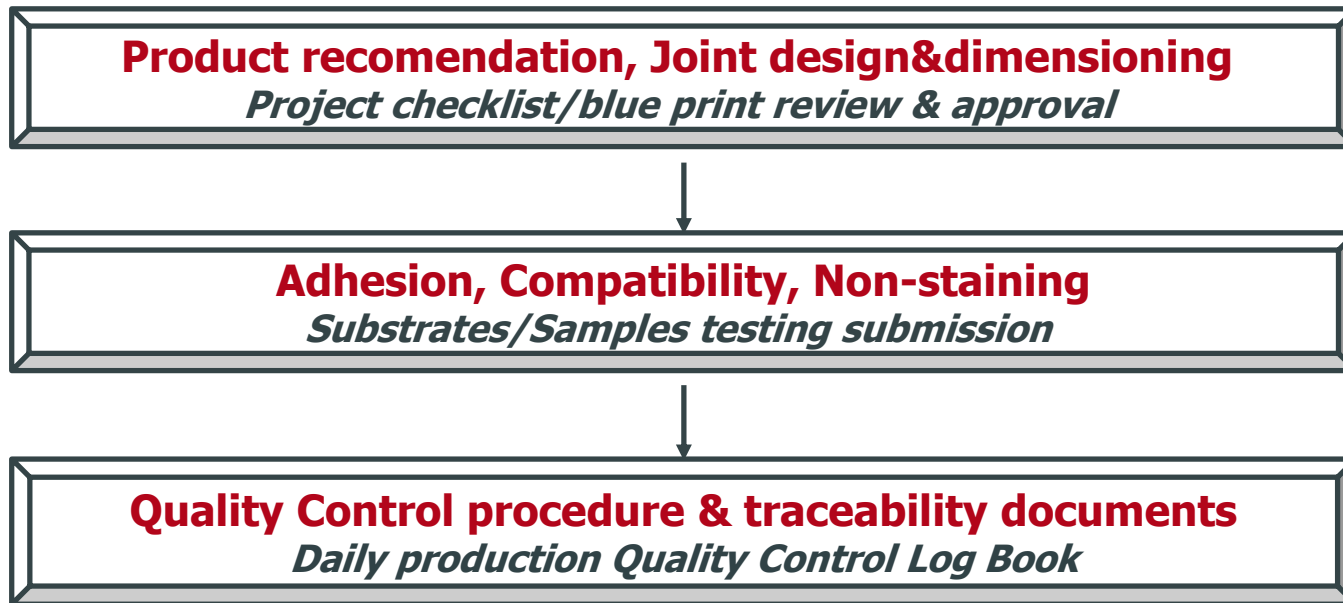 Product recomendation, Joint design&dimensioning
Project checklist/blue print review & approval
Adhesion, Compatibility, Non-staining
Substrates/Samples testing submission
Quality Control procedure & traceability documents
Daily production Quality Control Log Book